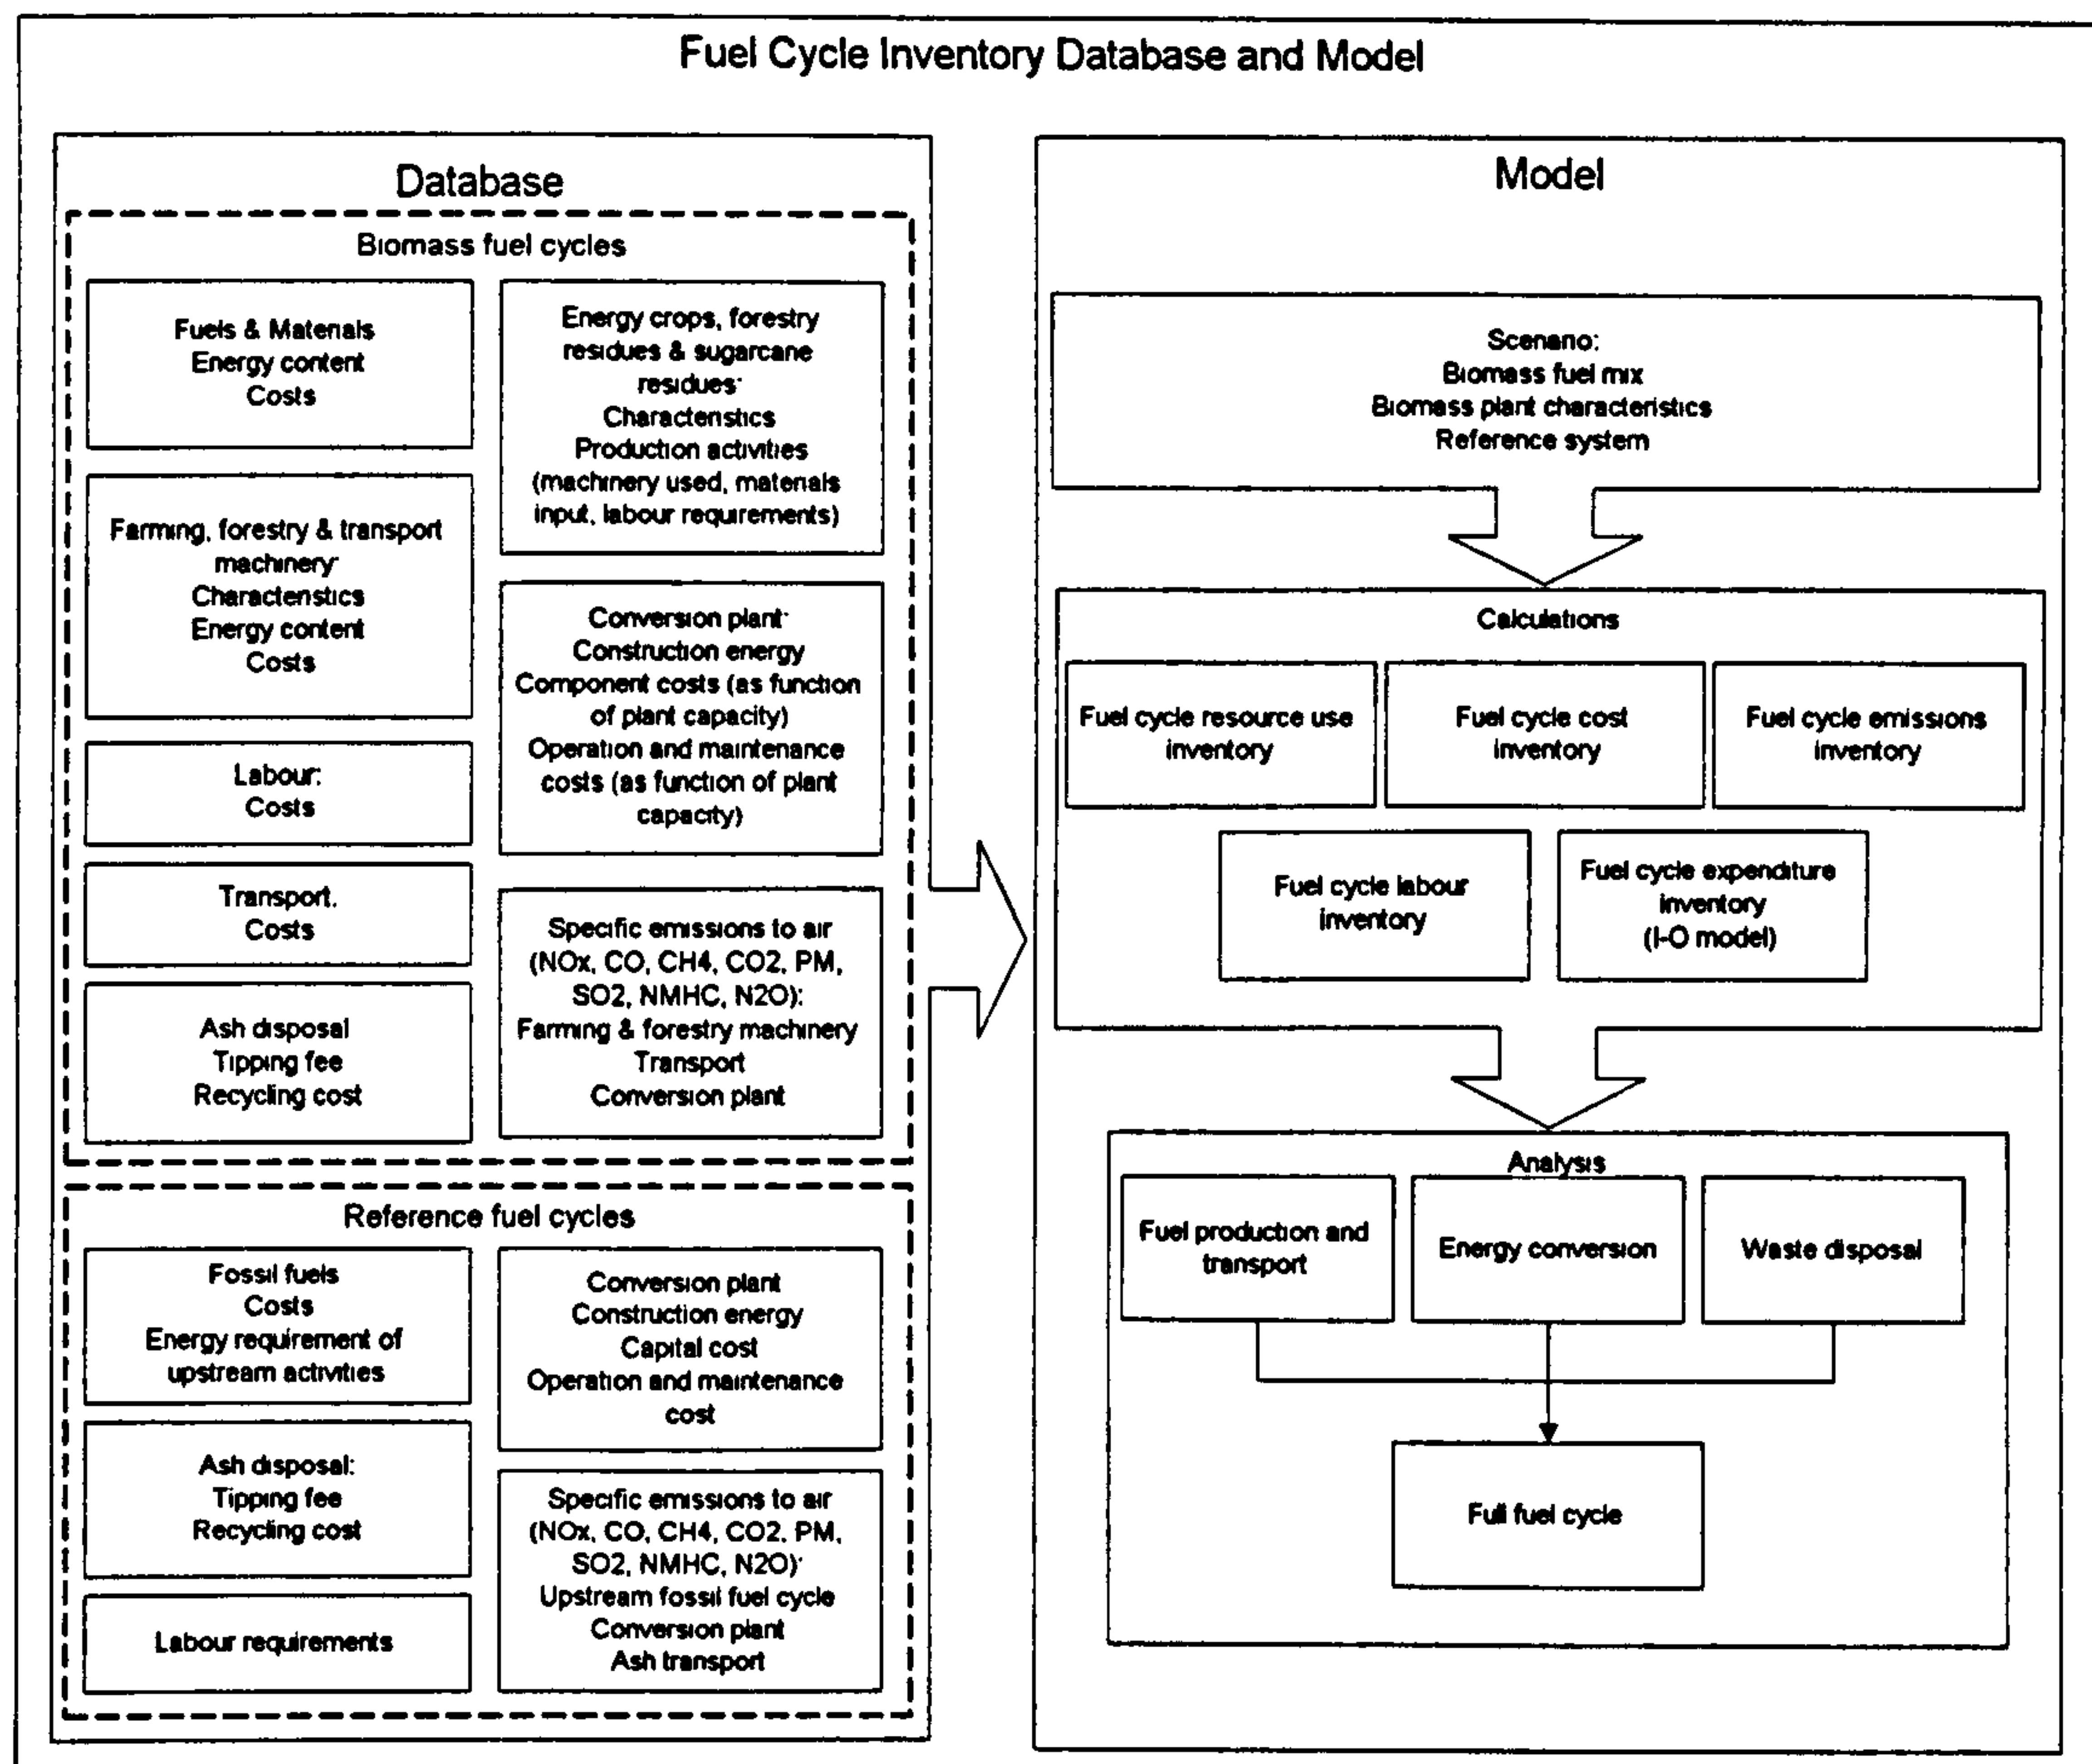 Fuel Cycle Inventory Database and Model
Database
Biomass fuel cycles
Fuels & Materials
Energy content
Costs
Farming, forestry & transport
machinery:
Characteristics
Energy content
Costs
Labour:
Costs
Transport.
Costs
Ash disposal
Tipping fee
Recycling cost
Energy crops, forestry
residues & sugarcane
residues:
Characteristics
Production activities
(machinery used, materials
input, labour requirements)
Conversion plant:
Construction energy
Component costs (as function
of plant capacity)
Operation and maintenance
costs (as function of plant
capacity)
Specific emissions to air
(NOx, CO, CH4, CO2, PM,
SO2, NMHC, N2O):
Farming & forestry machinery
Transport
Conversion plant
Reference fuel cycles
Fossil fuels
Costs
Energy requirement of
upstream activities
Ash disposal:
Tipping fee
Recycling cost
Labour requirements
Conversion plant
Construction energy
Capital cost
Operation and maintenance
cost
Specific emissions to air
(NOx, CO, CH4, CO2, PM,
SO2, NMHC, N2O):
Upstream fossil fuel cycle
Conversion plant
Ash transport
Model
Scenario:
Biomass fuel mix
Biomass plant characteristics
Reference system
Calculations
Fuel cycle resource use
inventory
Fuel cycle cost
inventory
Fuel cycle emissions
inventory
Fuel cycle labour
inventory
Fuel cycle expenditure
inventory
(I-O model)
Analysis
Fuel production and
transport
Energy conversion
Waste disposal
Full fuel cycle